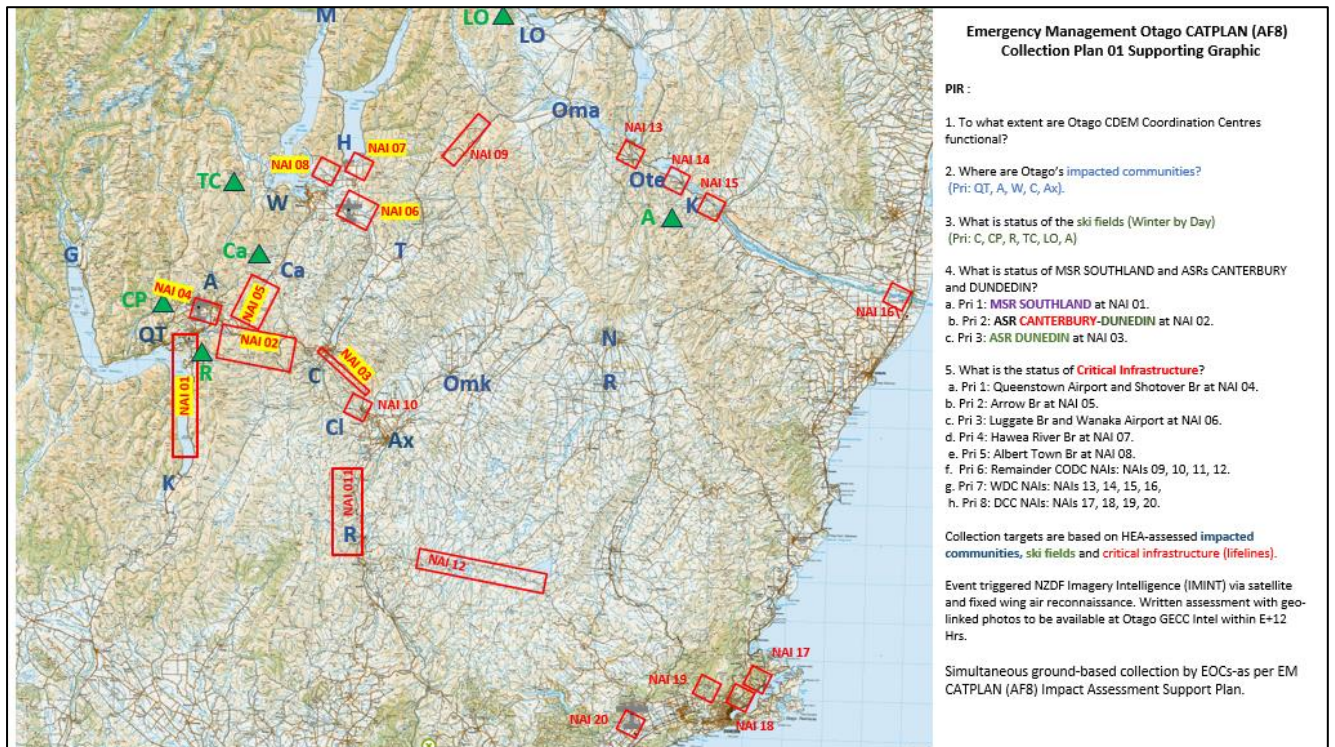 M
LO
LO
Oma
NAI 13
NAI 09
NAI 14
NAI 15
Ote
K
A
H
NAI 07
NAI 08
TC
W
NAI 06
G
T
Ca
Ca
A
NAI 04
CP
NAI 05
QT
NAI 02
R
NAI 01
C
NAI 03
NAI 10
Omk
N
R
NAI 16
Cl
Ax
K
NAI 011
R
NAI 12
NAI 17
NAI 19
NAI 18
NAI 20
Otago Peninsula
Emergency Management Otago CATPLAN (AF8)
Collection Plan 01 Supporting Graphic
PIR :
1. To what extent are Otago CDEM Coordination Centres
functional?
2. Where are Otago's impacted communities?
(Pri: QT, A, W, C, Ax).
3. What is status of the ski fields (Winter by Day)
(Pri: C, CP, R, TC, LO, A)
4. What is status of MSR SOUTHLAND and ASRs CANTERBURY
and DUNDEDIN?
a. Pri 1: MSR SOUTHLAND at NAI 01.
b. Pri 2: ASR CANTERBURY-DUNEDIN at NAI 02.
c. Pri 3: ASR DUNEDIN at NAI 03.
5. What is the status of Critical Infrastructure?
a. Pri 1: Queenstown Airport and Shotover Br at NAI 04.
b. Pri 2: Arrow Br at NAI 05.
c. Pri 3: Luggate Br and Wanaka Airport at NAI 06.
d. Pri 4: Hawea River Br at NAI 07.
e. Pri 5: Albert Town Br at NAI 08.
f. Pri 6: Remainder CODC NAIs: NAIs 09, 10, 11, 12.
g. Pri 7: WDC NAIs: NAIs 13, 14, 15, 16,
h. Pri 8: DCC NAIs: NAIs 17, 18, 19, 20.
Collection targets are based on HEA-assessed impacted
communities, ski fields and critical infrastructure (lifelines).
Event triggered NZDF Imagery Intelligence (IMINT) via satellite
and fixed wing air reconnaissance. Written assessment with geo-
linked photos to be available at Otago GECC Intel within E+12
Hrs.
Simultaneous ground-based collection by EOCs-as per EM
CATPLAN (AF8) Impact Assessment Support Plan.